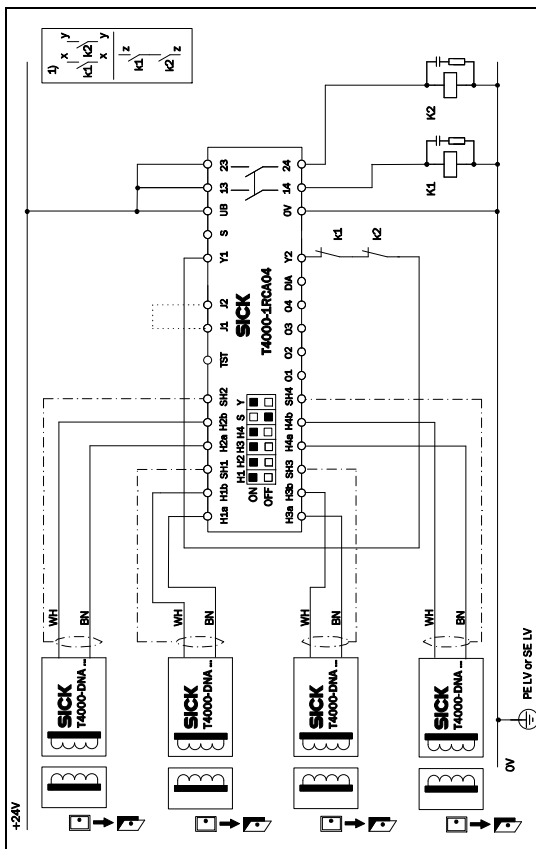 1)
x
y
k1
k2
x
y
z
k1
k2
z
+24V
K2
K1
H1a
H1b
SH1
H2a
H2b
SH2
TST
J1
J2
Y1
S
UB
13
23
H1
H2
H3
H4
S
Y
ON
OFF
SICK
T4000-1RCA04
H3a
H3b
SH3
H4a
H4b
SH4
O1
O2
O3
O4
DIA
Y2
0V
14
24
k1
k2
WH
BN
SICK
T4000-DNA...
WH
BN
SICK
T4000-DNA...
WH
BN
SICK
T4000-DNA...
WH
BN
SICK
T4000-DNA...
0V
PE LV or SE LV